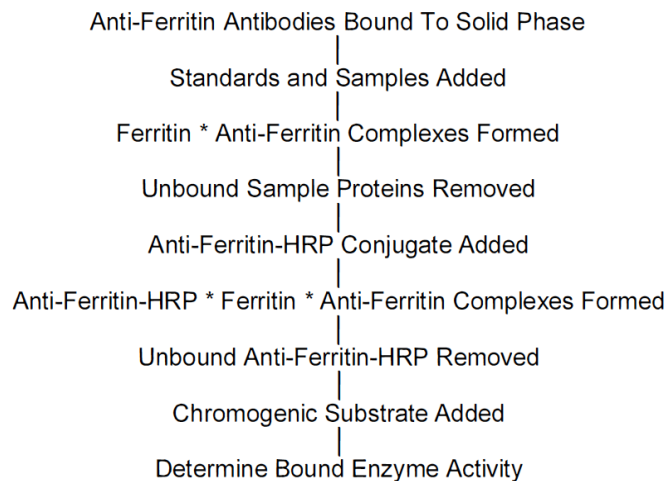 Anti-Ferritin Antibodies Bound To Solid Phase
Standards and Samples Added
Ferritin * Anti-Ferritin Complexes Formed
Unbound Sample Proteins Removed
Anti-Ferritin-HRP Conjugate Added
Anti-Ferritin-HRP * Ferritin * Anti-Ferritin Complexes Formed
Unbound Anti-Ferritin-HRP Removed
Chromogenic Substrate Added
Determine Bound Enzyme Activity